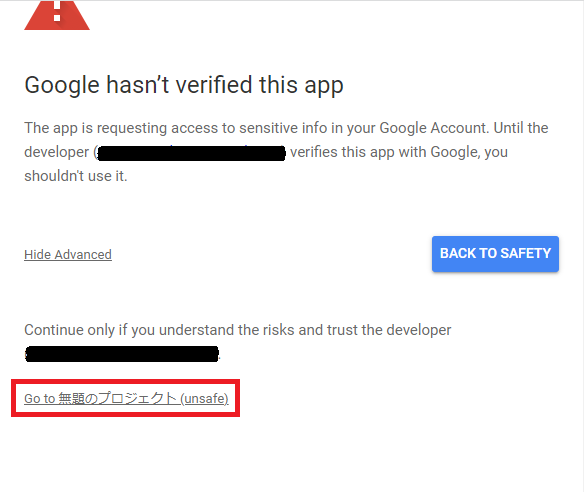 Google hasn’t verified this app
The app is requesting access to sensitive info in your Google Account. Until the
developer ( verifies this app with Google, you
shouldn't use it.
Hide Advanced
BACK TO SAFETY
Continue only if you understand the risks and trust the developer
Go to 無題のプロジェクト (unsafe)